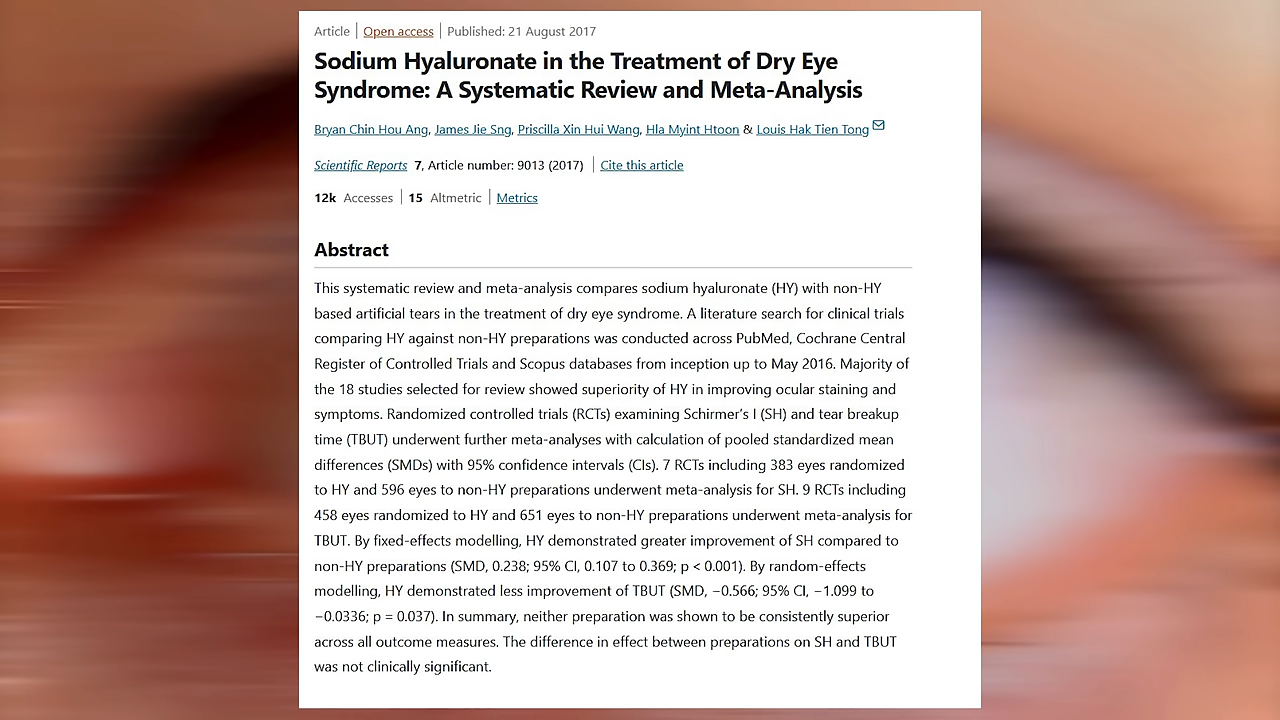 Article | Open access | Published: 21 August 2017
Sodium Hyaluronate in the Treatment of Dry Eye
Syndrome: A Systematic Review and Meta-Analysis
Bryan Chin Hou Ang, James Jie Sng, Priscilla Xin Hui Wang, Hla Myint Htoon & Louis Hak Tien Tong
Scientific Reports 7, Article number: 9013 (2017) | Cite this article
12k Accesses | 15 Altmetric | Metrics
Abstract
This systematic review and meta-analysis compares sodium hyaluronate (HY) with non-HY
based artificial tears in the treatment of dry eye syndrome. A literature search for clinical trials
comparing HY against non-HY preparations was conducted across PubMed, Cochrane Central
Register of Controlled Trials and Scopus databases from inception up to May 2016. Majority of
the 18 studies selected for review showed superiority of HY in improving ocular staining and
symptoms. Randomized controlled trials (RCTs) examining Schirmer's I (SH) and tear breakup
time (TBUT) underwent further meta-analyses with calculation of pooled standardized mean
differences (SMDs) with 95% confidence intervals (CIs). 7 RCTs including 383 eyes randomized
to HY and 596 eyes to non-HY preparations underwent meta-analysis for SH. 9 RCTs including
458 eyes randomized to HY and 651 eyes to non-HY preparations underwent meta-analysis for
TBUT. By fixed-effects modelling, HY demonstrated greater improvement of SH compared to
non-HY preparations (SMD, 0.238; 95% CI, 0.107 to 0.369; p < 0.001). By random-effects
modelling, HY demonstrated less improvement of TBUT (SMD, −0.566; 95% CI, −1.099 to
−0.0336; p = 0.037). In summary, neither preparation was shown to be consistently superior
across all outcome measures. The difference in effect between preparations on SH and TBUT
was not clinically significant.